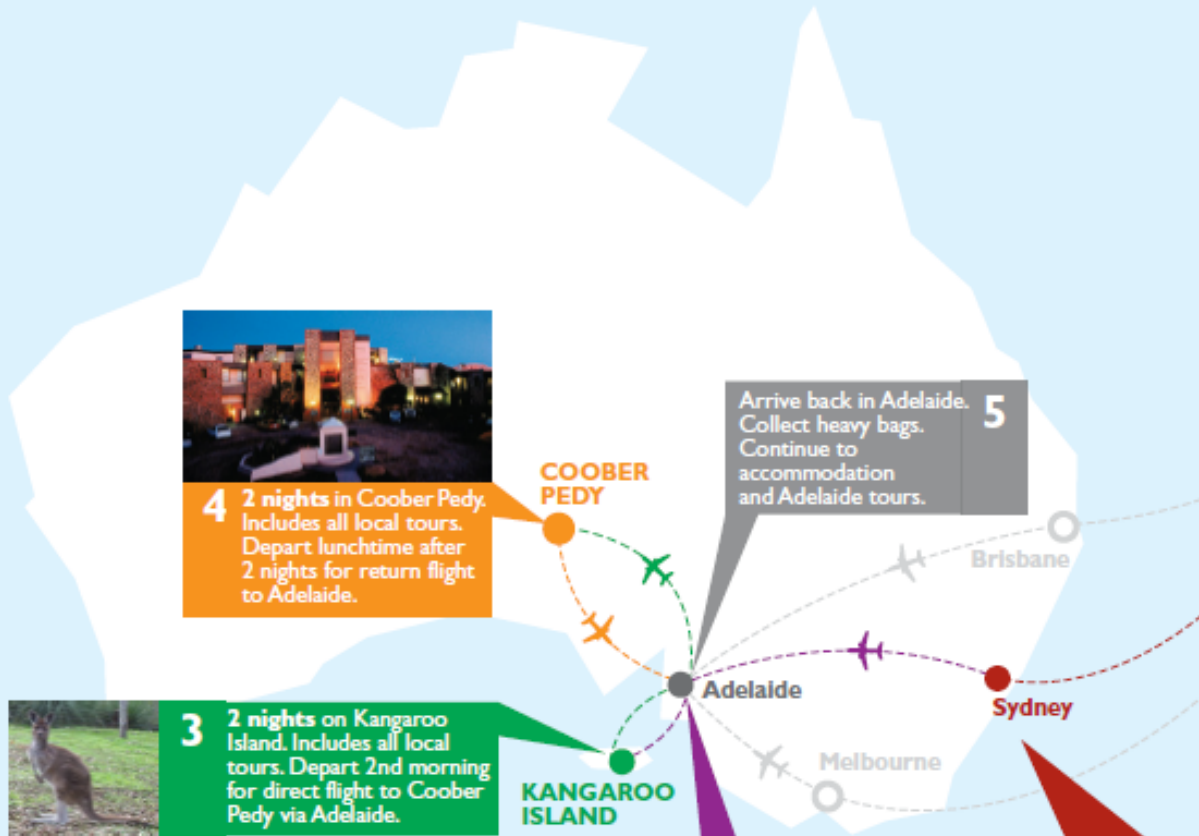 4
2 nights in Coober Pedy.
Includes all local tours.
Depart lunchtime after
2 nights for return flight
to Adelaide.
COOBER
PEDY
Arrive back in Adelaide.
Collect heavy bags.
Continue to
accommodation
and Adelaide tours.
5
Brisbane
Adelaide
Sydney
Melbourne
3
2 nights on Kangaroo
Island. Includes all local
tours. Depart 2nd morning
for direct flight to Coober
Pedy via Adelaide.
KANGAROO
ISLAND